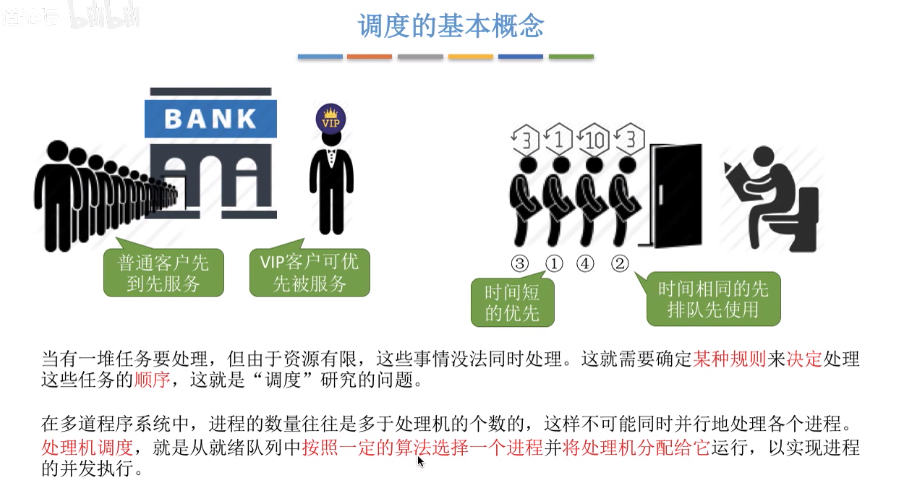 bilibili
调度的基本概念
BANK
VIP
3 1 10 3
普通客户先
到先服务
VIP客户可优
先被服务
③ ① ④ ②
时间短
的优先
时间相同的先
排队先使用
当有一堆任务要处理，但由于资源有限，这些事情没法同时处理。这就需要确定某种规则来决定处理
这些任务的顺序，这就是“调度”研究的问题。
在多道程序系统中，进程的数量往往是多于处理机的个数的，这样不可能同时并行地处理各个进程。
处理机调度，就是从就绪队列中按照一定的算法选择一个进程并将处理机分配给它运行，以实现进程
的并发执行。